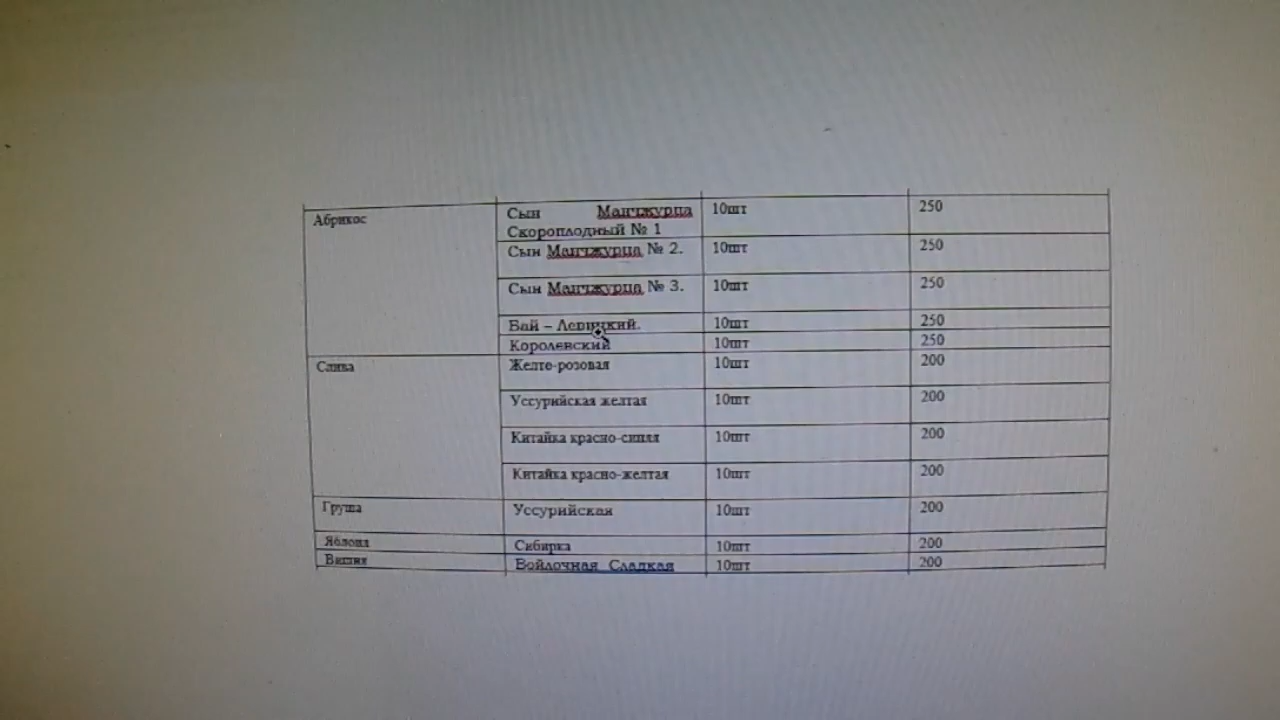 Абрикос Сын Манчжурца 10шт 250
Скороплодный № 1
Сын Манчжурца № 2. 10шт 250
Сын Манчжурца № 3. 10шт 250
Вай – 10шт 250
Королевский 10шт 250
Слива Желто-розовая 10шт 200
Уссурийская желтая 10шт 200
Китайка красно-синяя 10шт 200
Китайка красно-желтая 10шт 200
Груша Уссурийская 10шт 200
Яблоня Сибирка 10шт 200
Вишня Войлочная Сладкая 10шт 200